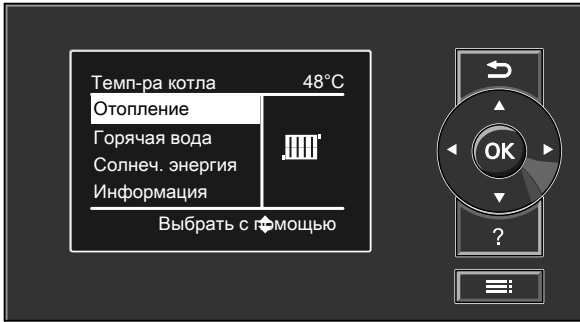 Темп-ра котла 48°C
Отопление
Горячая вода
Солнеч. энергия
Информация
Выбрать с помощью
OK
?